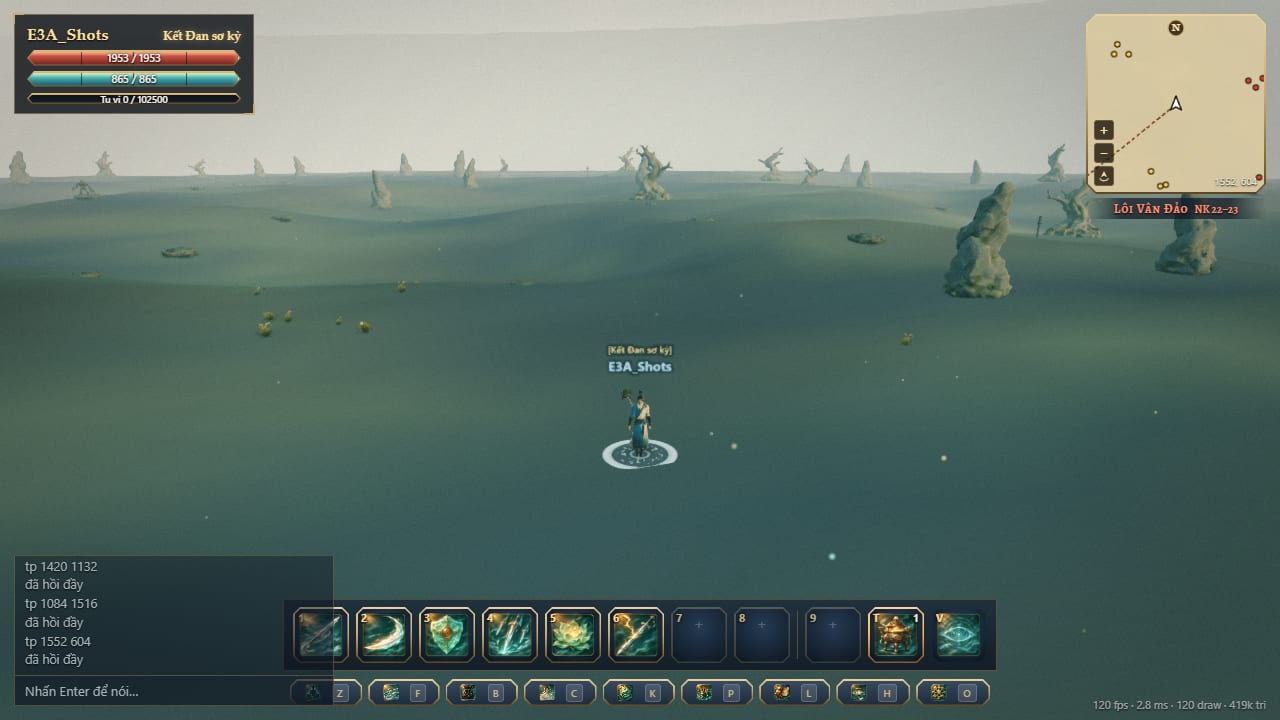 E3A_Shots
Kết Đan sơ kỳ
1953 / 1953
865 / 865
Tu vi 0 / 102500
N
+
−
1552, 604
Lôi Vân Đảo NK 22-23
[Kết Đan sơ kỳ]
E3A_Shots
tp 1420 1132
đã hồi đầy
tp 1084 1516
đã hồi đầy
tp 1552 604
đã hồi đầy
Nhấn Enter để nói...
1 2 3 4 5 6 7 + 8 + 9 + T 1 V
Z F B C K P L H O
120 fps · 2.8 ms · 120 draw · 419k tri